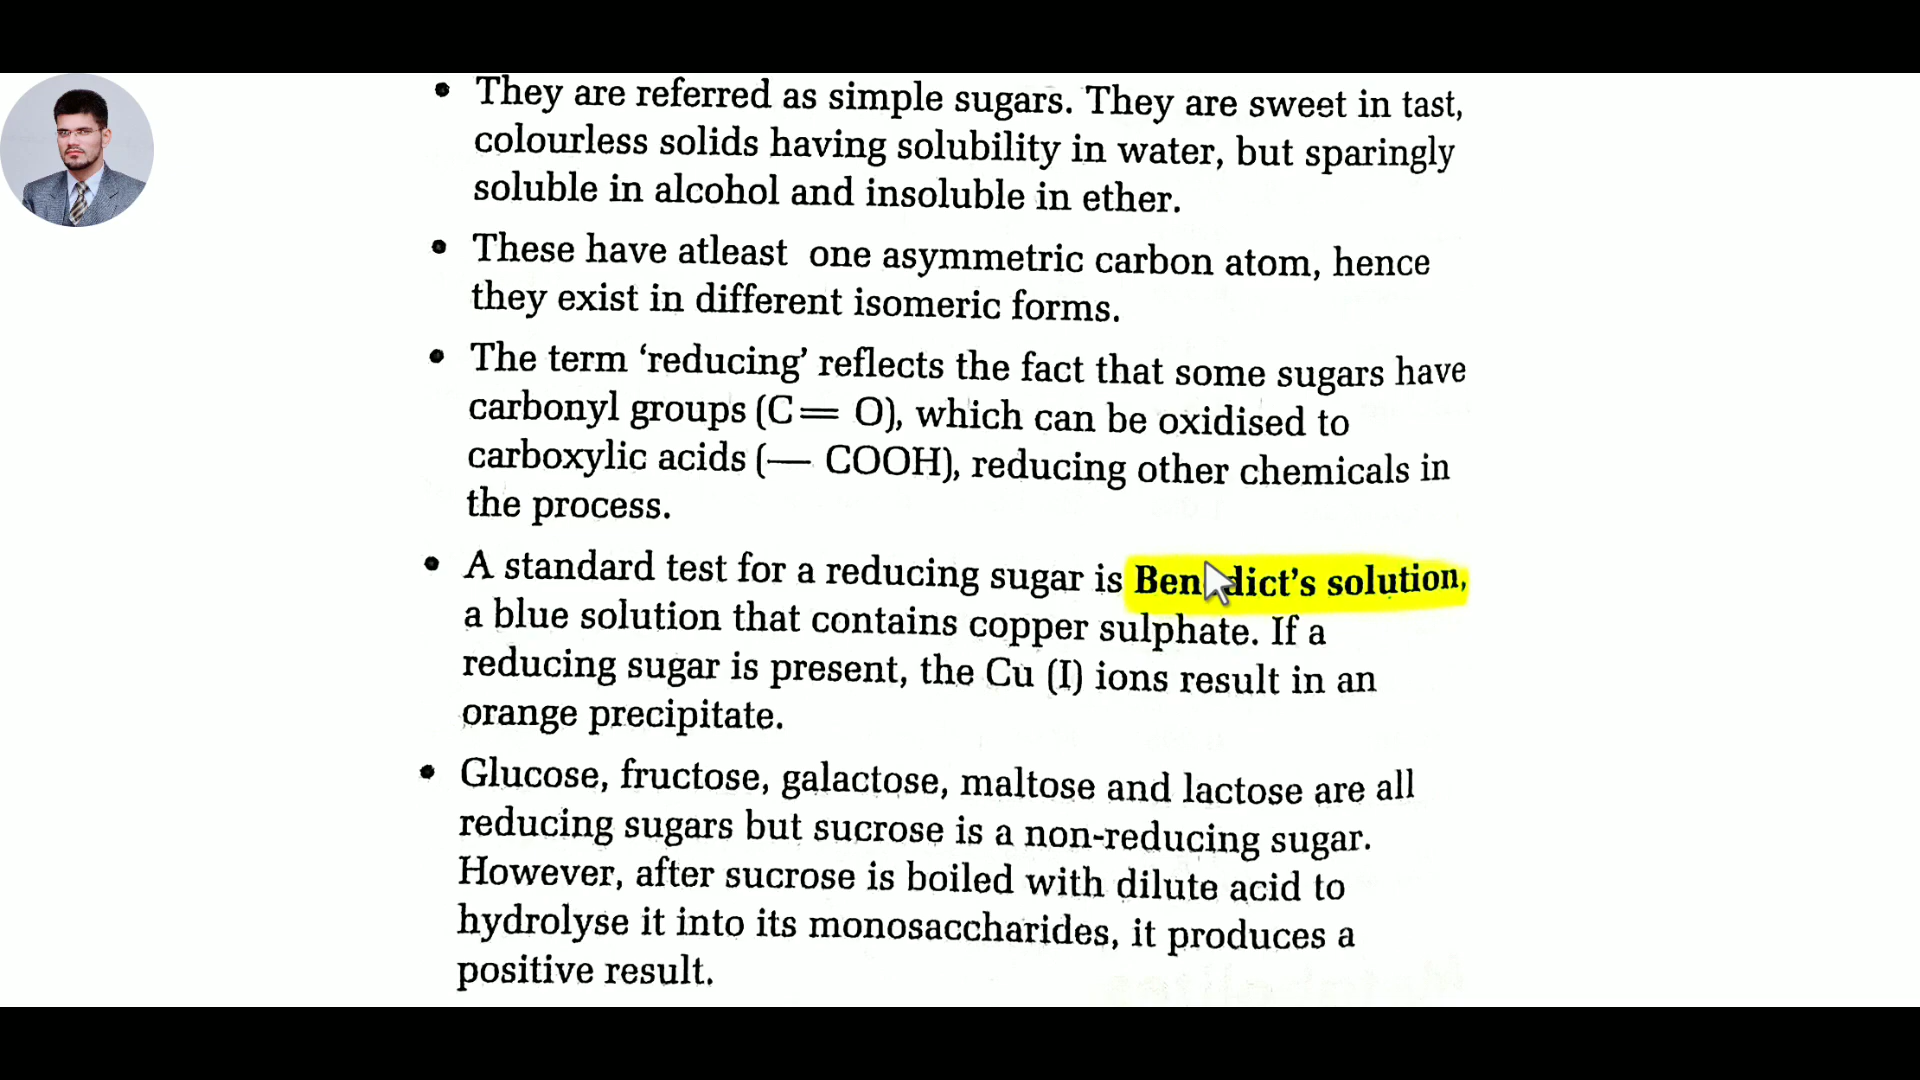 • They are referred as simple sugars. They are sweet in tast,
colourless solids having solubility in water, but sparingly
soluble in alcohol and insoluble in ether.
• These have atleast one asymmetric carbon atom, hence
they exist in different isomeric forms.
• The term ‘reducing’ reflects the fact that some sugars have
carbonyl groups (C═ O), which can be oxidised to
carboxylic acids (— COOH), reducing other chemicals in
the process.
• A standard test for a reducing sugar is Benedict’s solution,
a blue solution that contains copper sulphate. If a
reducing sugar is present, the Cu (I) ions result in an
orange precipitate.
• Glucose, fructose, galactose, maltose and lactose are all
reducing sugars but sucrose is a non-reducing sugar.
However, after sucrose is boiled with dilute acid to
hydrolyse it into its monosaccharides, it produces a
positive result.